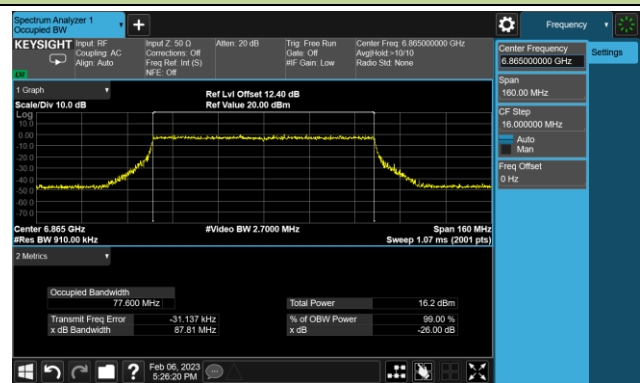 Spectrum Analyzer 1
Occupied BW
Frequency
KEYSIGHT
Input: RF
Coupling: AC
Align: Auto
Input Z: 50 Ω
Corrections: Off
Freq Ref: Int (S)
NFE: Off
Atten: 20 dB
Trig: Free Run
Gate: Off
#IF Gain: Low
Center Freq: 6.865000000 GHz
Avg|Hold:>10/10
Radio Std: None
Center Frequency
6.865000000 GHz
Settings
Span
160.00 MHz
CF Step
16.000000 MHz
Auto
Man
Freq Offset
0 Hz
1 Graph
Scale/Div 10.0 dB
Ref Lvl Offset 12.40 dB
Ref Value 20.00 dBm
Log
10.0
0.00
-10.0
-20.0
-30.0
-40.0
-50.0
-60.0
-70.0
Center 6.865 GHz
#Res BW 910.00 kHz
#Video BW 2.7000 MHz
Span 160 MHz
Sweep 1.07 ms (2001 pts)
2 Metrics
Occupied Bandwidth
77.600 MHz
Total Power 16.2 dBm
Transmit Freq Error -31.137 kHz
% of OBW Power 99.00 %
x dB Bandwidth 87.81 MHz
x dB -26.00 dB
Feb 06, 2023
5:26:20 PM